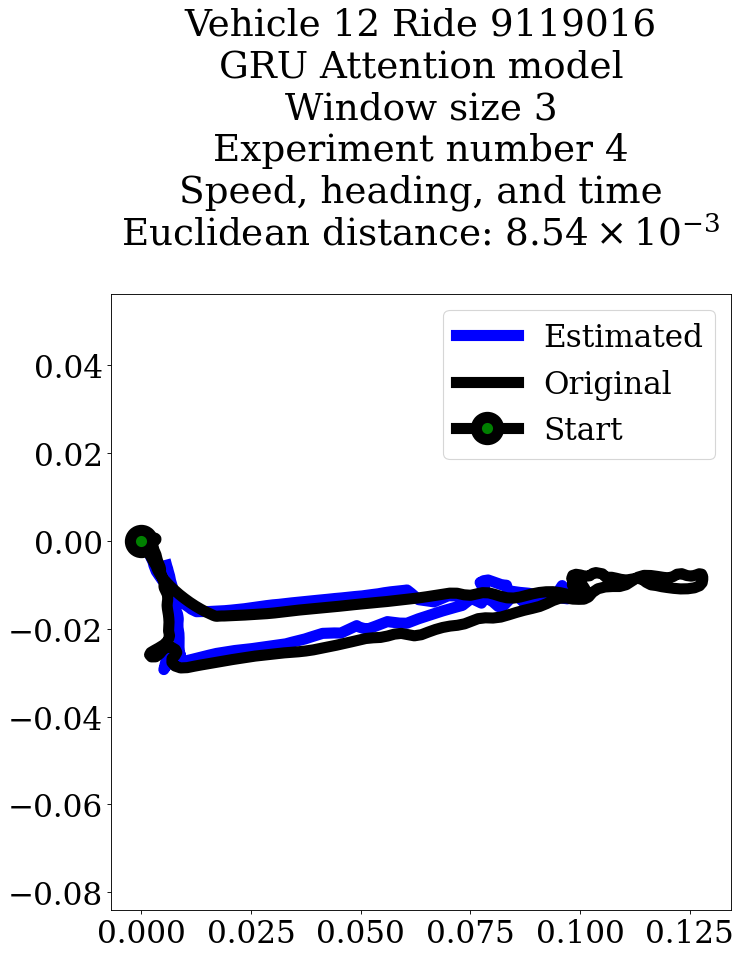 Vehicle 12 Ride 9119016
GRU Attention model
Window size 3
Experiment number 4
Speed, heading, and time
Euclidean distance: 8.54 × 10⁻³
Estimated
Original
Start
0.04
0.02
0.00
−0.02
−0.04
−0.06
−0.08
0.000 0.025 0.050 0.075 0.100 0.125